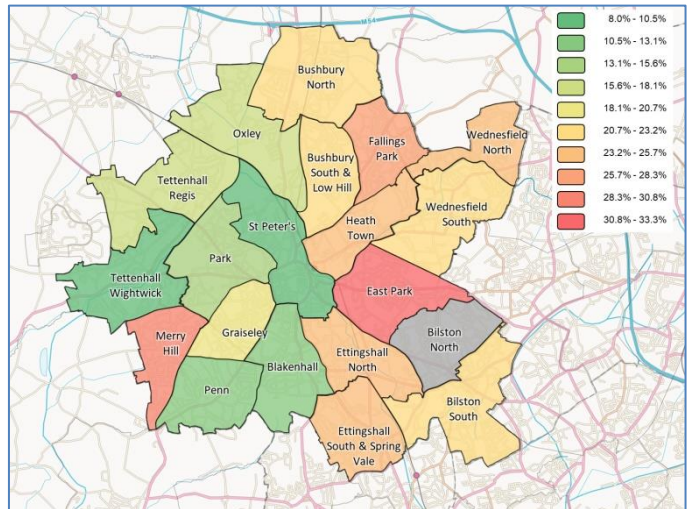 M54
Bushbury
North
Oxley
Bushbury
South &
Low Hill
Fallings
Park
Wednesfield
North
Tettenhall
Regis
St Peter's
Heath
Town
Wednesfield
South
Park
Tettenhall
Wightwick
East Park
Merry
Hill
Graiseley
Bilston
North
Ettingshall
North
Penn
Blakenhall
Bilston
South
Ettingshall
South & Spring
Vale
8.0% - 10.5%
10.5% - 13.1%
13.1% - 15.6%
15.6% - 18.1%
18.1% - 20.7%
20.7% - 23.2%
23.2% - 25.7%
25.7% - 28.3%
28.3% - 30.8%
30.8% - 33.3%